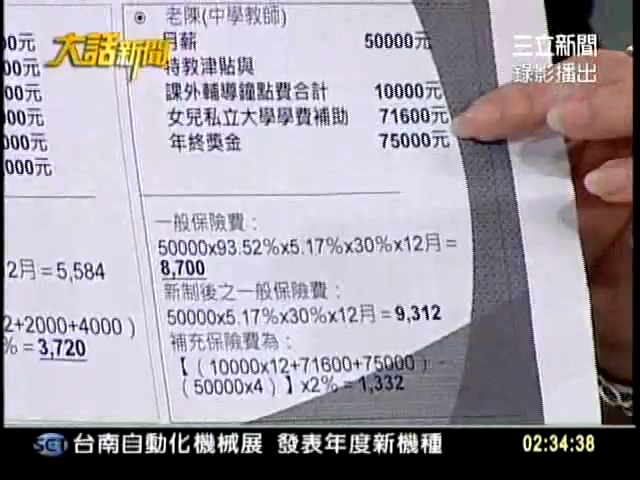 大話新聞
三立新聞
錄影播出
老陳(中學教師)
月薪 50000元
特教津貼與
課外輔導鐘點費合計 10000元
女兒私立大學學費補助 71600元
年終獎金 75000元
00元
00元
00元
000元
000元
000元
一般保險費：
50000x93.52%x5.17%x30%x12月=
8,700
新制後之一般保險費：
50000x5.17%x30%x12月=9,312
補充保險費為：
【（10000x12+71600+75000）-
（50000x4）】x2%=1,332
2月=5,584
2+2000+4000）
%=3,720
SET 台南自動化機械展 發表年度新機種 02:34:38